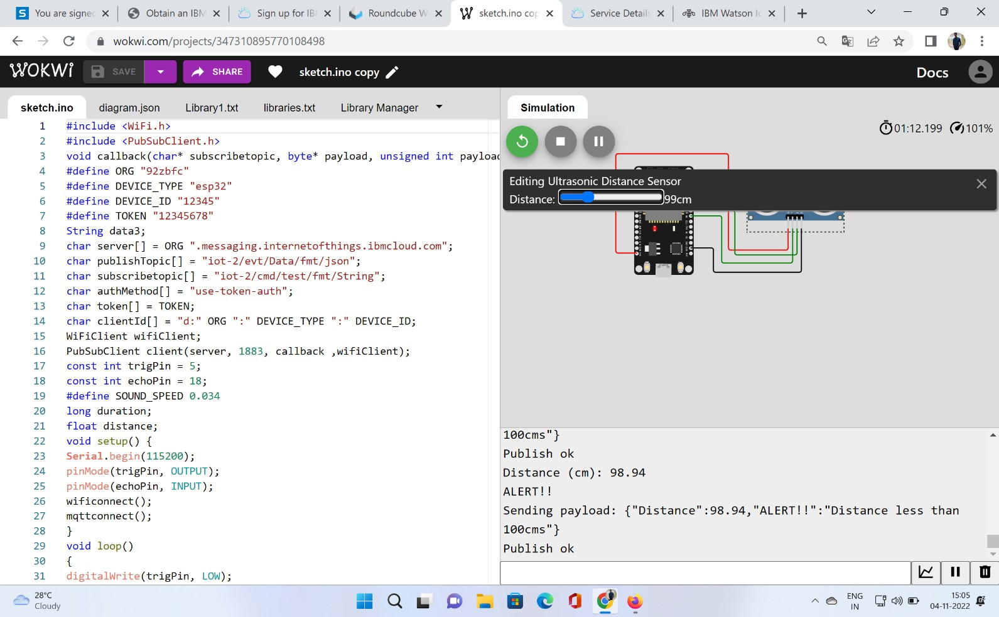 You are signe
Obtain an IBM
Sign up for IB
Roundcube W
sketch.ino cop
Service Details
IBM Watson Io
wokwi.com/projects/347310895770108498
WOKWi
SAVE
SHARE
sketch.ino copy
Docs
sketch.ino
diagram.json
Library1.txt
libraries.txt
Library Manager
1 #include <WiFi.h>
2 #include <PubSubClient.h>
3 void callback(char* subscribetopic, byte* payload, unsigned int payload
4 #define ORG "92zbfc"
5 #define DEVICE_TYPE "esp32"
6 #define DEVICE_ID "12345"
7 #define TOKEN "12345678"
8 String data3;
9 char server[] = ORG ".messaging.internetofthings.ibmcloud.com";
10 char publishTopic[] = "iot-2/evt/Data/fmt/json";
11 char subscribetopic[] = "iot-2/cmd/test/fmt/String";
12 char authMethod[] = "use-token-auth";
13 char token[] = TOKEN;
14 char clientId[] = "d:" ORG ":" DEVICE_TYPE ":" DEVICE_ID;
15 WiFiClient wifiClient;
16 PubSubClient client(server, 1883, callback ,wifiClient);
17 const int trigPin = 5;
18 const int echoPin = 18;
19 #define SOUND_SPEED 0.034
20 long duration;
21 float distance;
22 void setup() {
23 Serial.begin(115200);
24 pinMode(trigPin, OUTPUT);
25 pinMode(echoPin, INPUT);
26 wificonnect();
27 mqttconnect();
28 }
29 void loop()
30 {
31 digitalWrite(trigPin, LOW);
Simulation
01:12.199
101%
Editing Ultrasonic Distance Sensor
Distance: 99cm
100cms"}
Publish ok
Distance (cm): 98.94
ALERT!!
Sending payload: {"Distance":98.94,"ALERT!!":"Distance less than
100cms"}
Publish ok
28°C
Cloudy
ENG
IN
15:05
04-11-2022